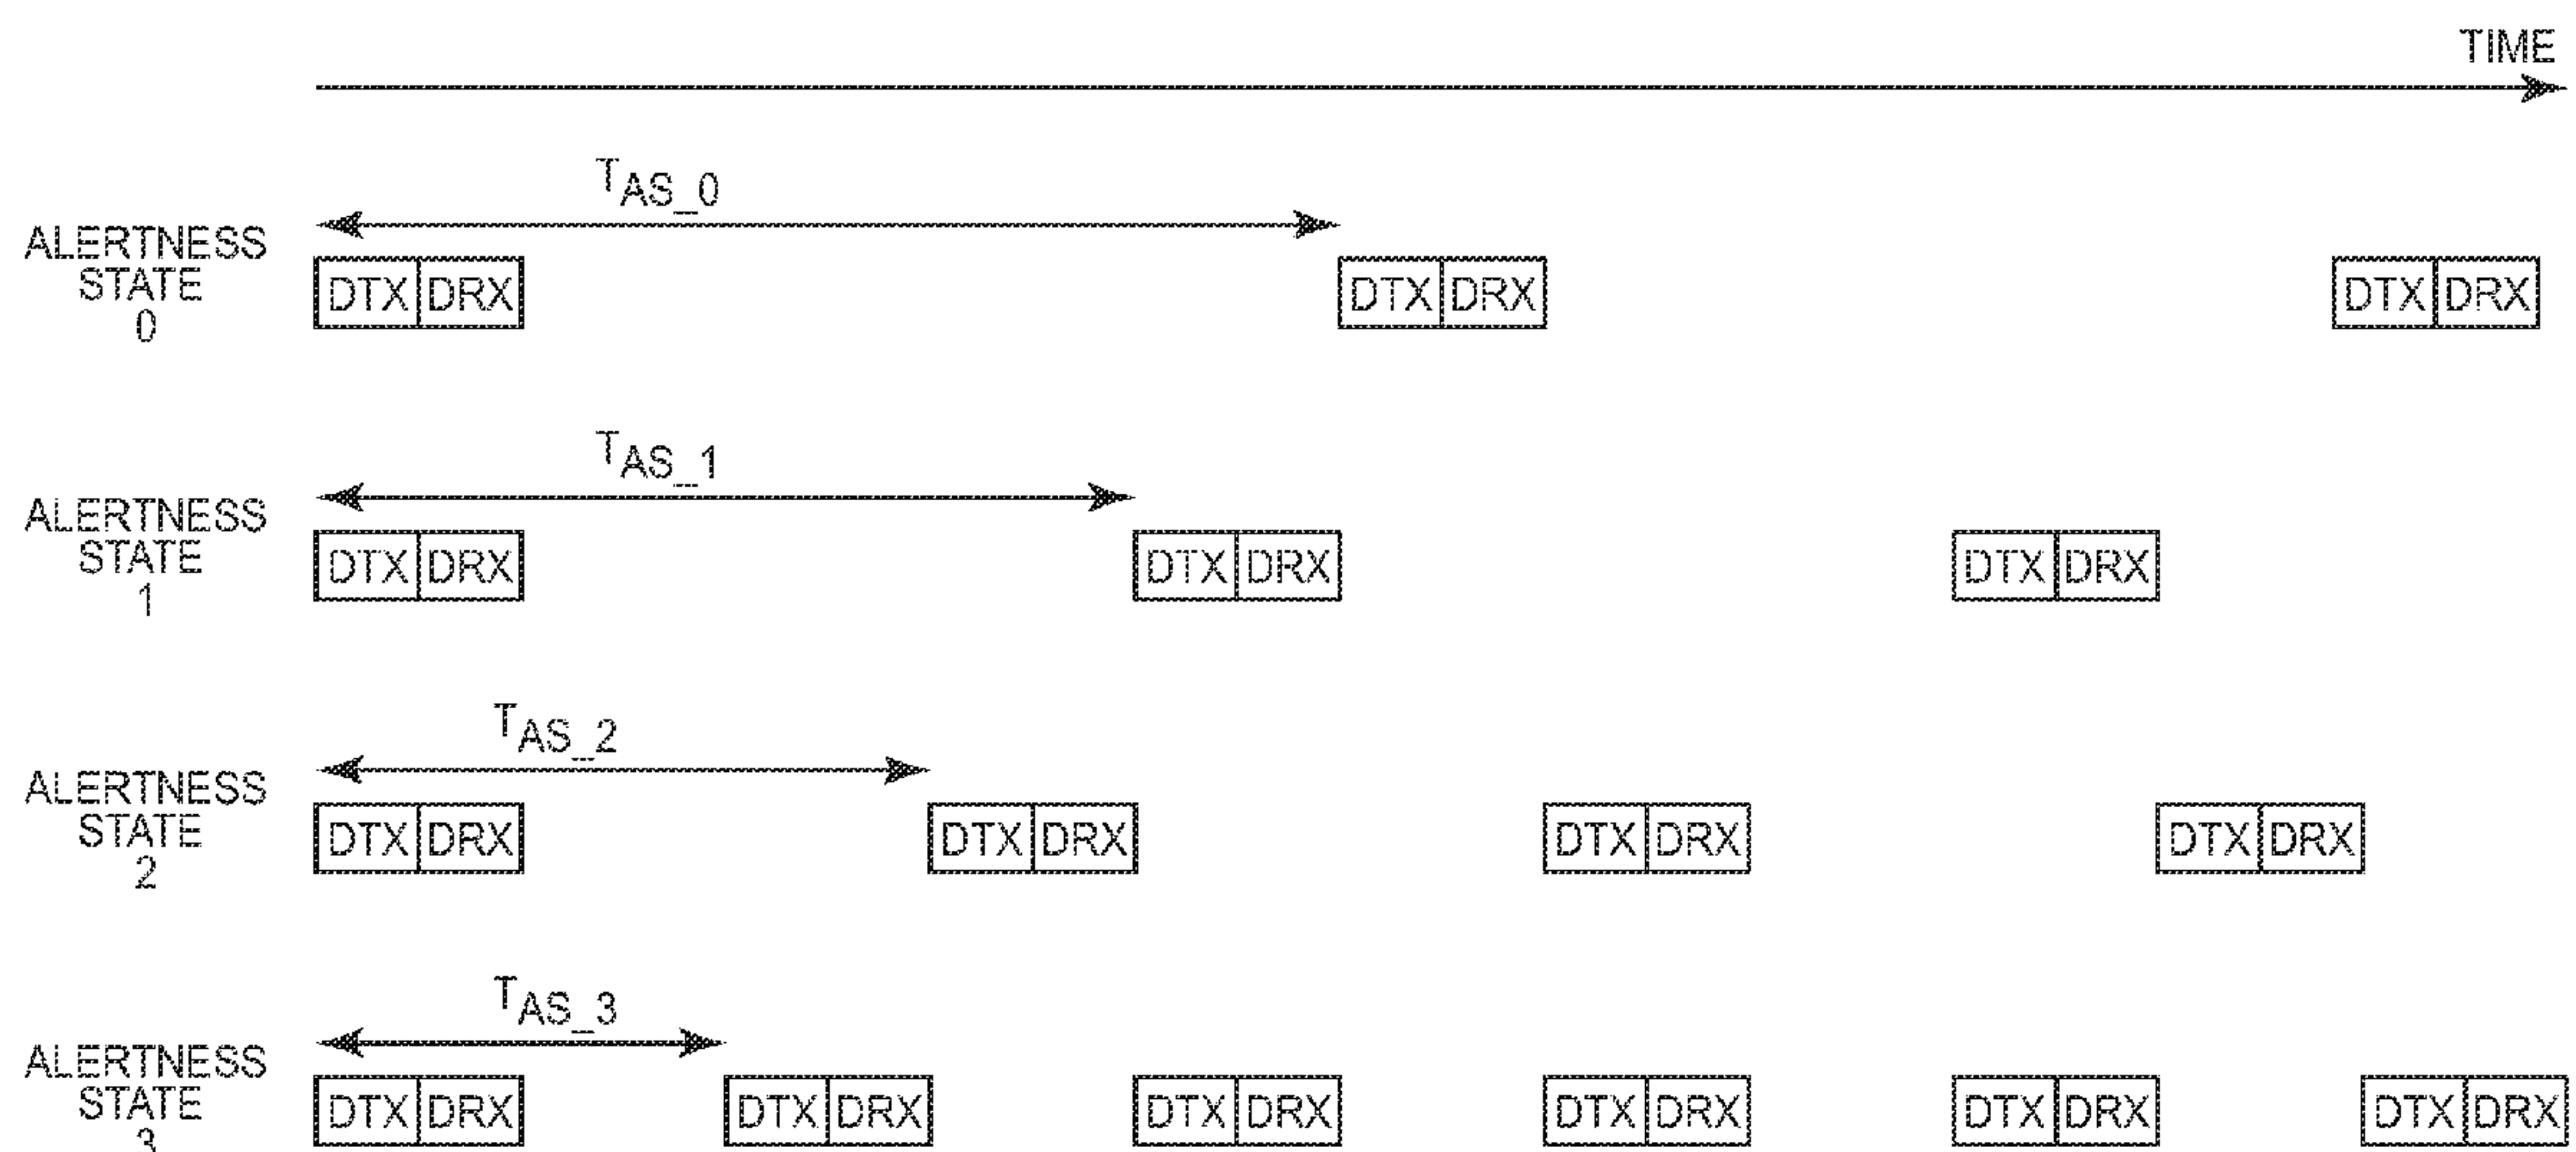 TIME
TAS_0
ALERTNESS
STATE
0
DTX DRX DTX DRX DTX DRX
TAS_1
ALERTNESS
STATE
1
DTX DRX DTX DRX DTX DRX
TAS_2
ALERTNESS
STATE
2
DTX DRX DTX DRX DTX DRX DTX DRX
TAS_3
ALERTNESS
STATE
3
DTX DRX DTX DRX DTX DRX DTX DRX DTX DRX DTX DRX